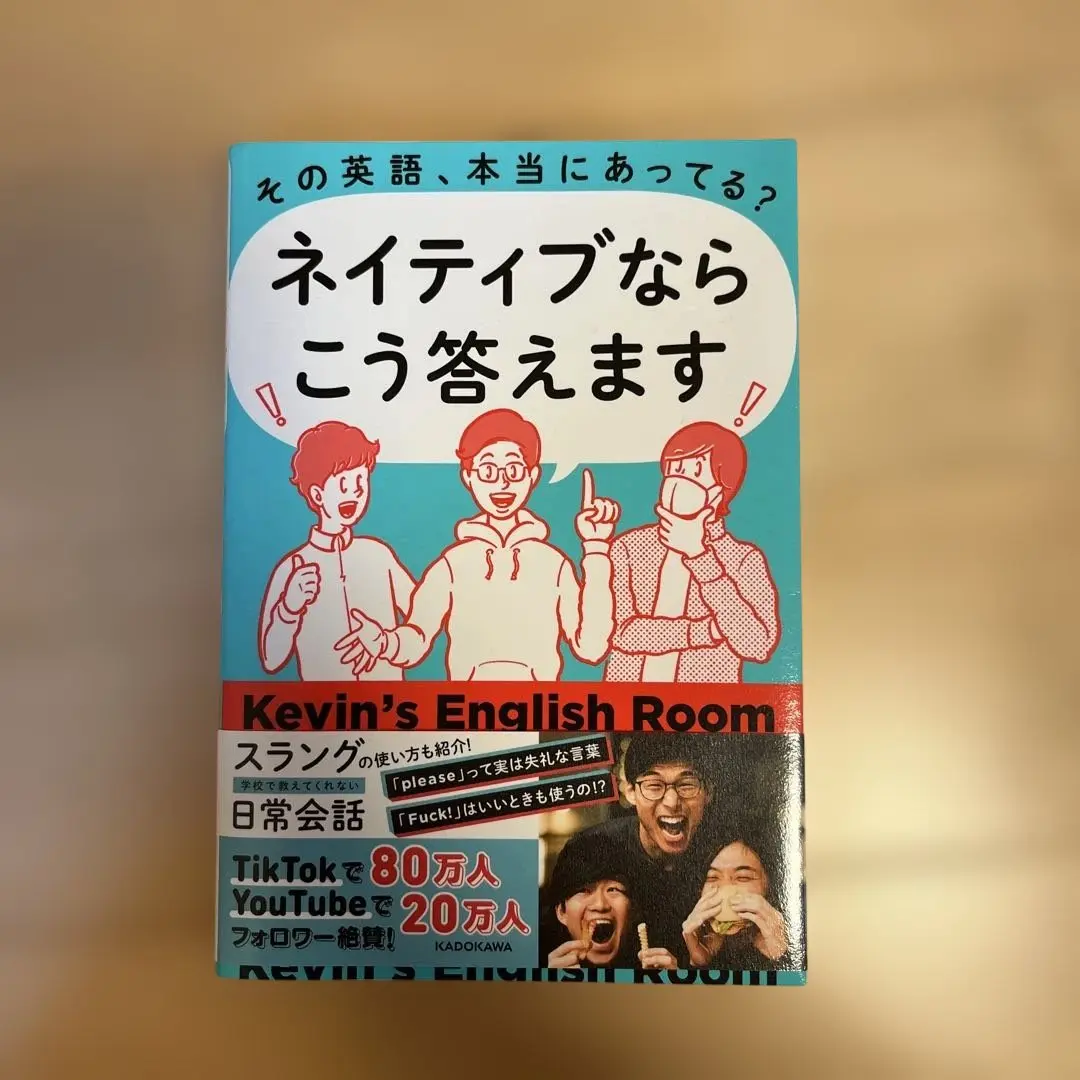 その英語、本当にあってる?
ネイティブなら
こう答えます
!
!
Kevin's English Room
スラングの使い方も紹介!
学校で教えてくれない
日常会話
「please」って実は失礼な言葉
「Fuck!」はいいときも使うの!?
TikTokで80万人
YouTubeで20万人
フォロワー絶賛!
KADOKAWA
Kevin's English Room